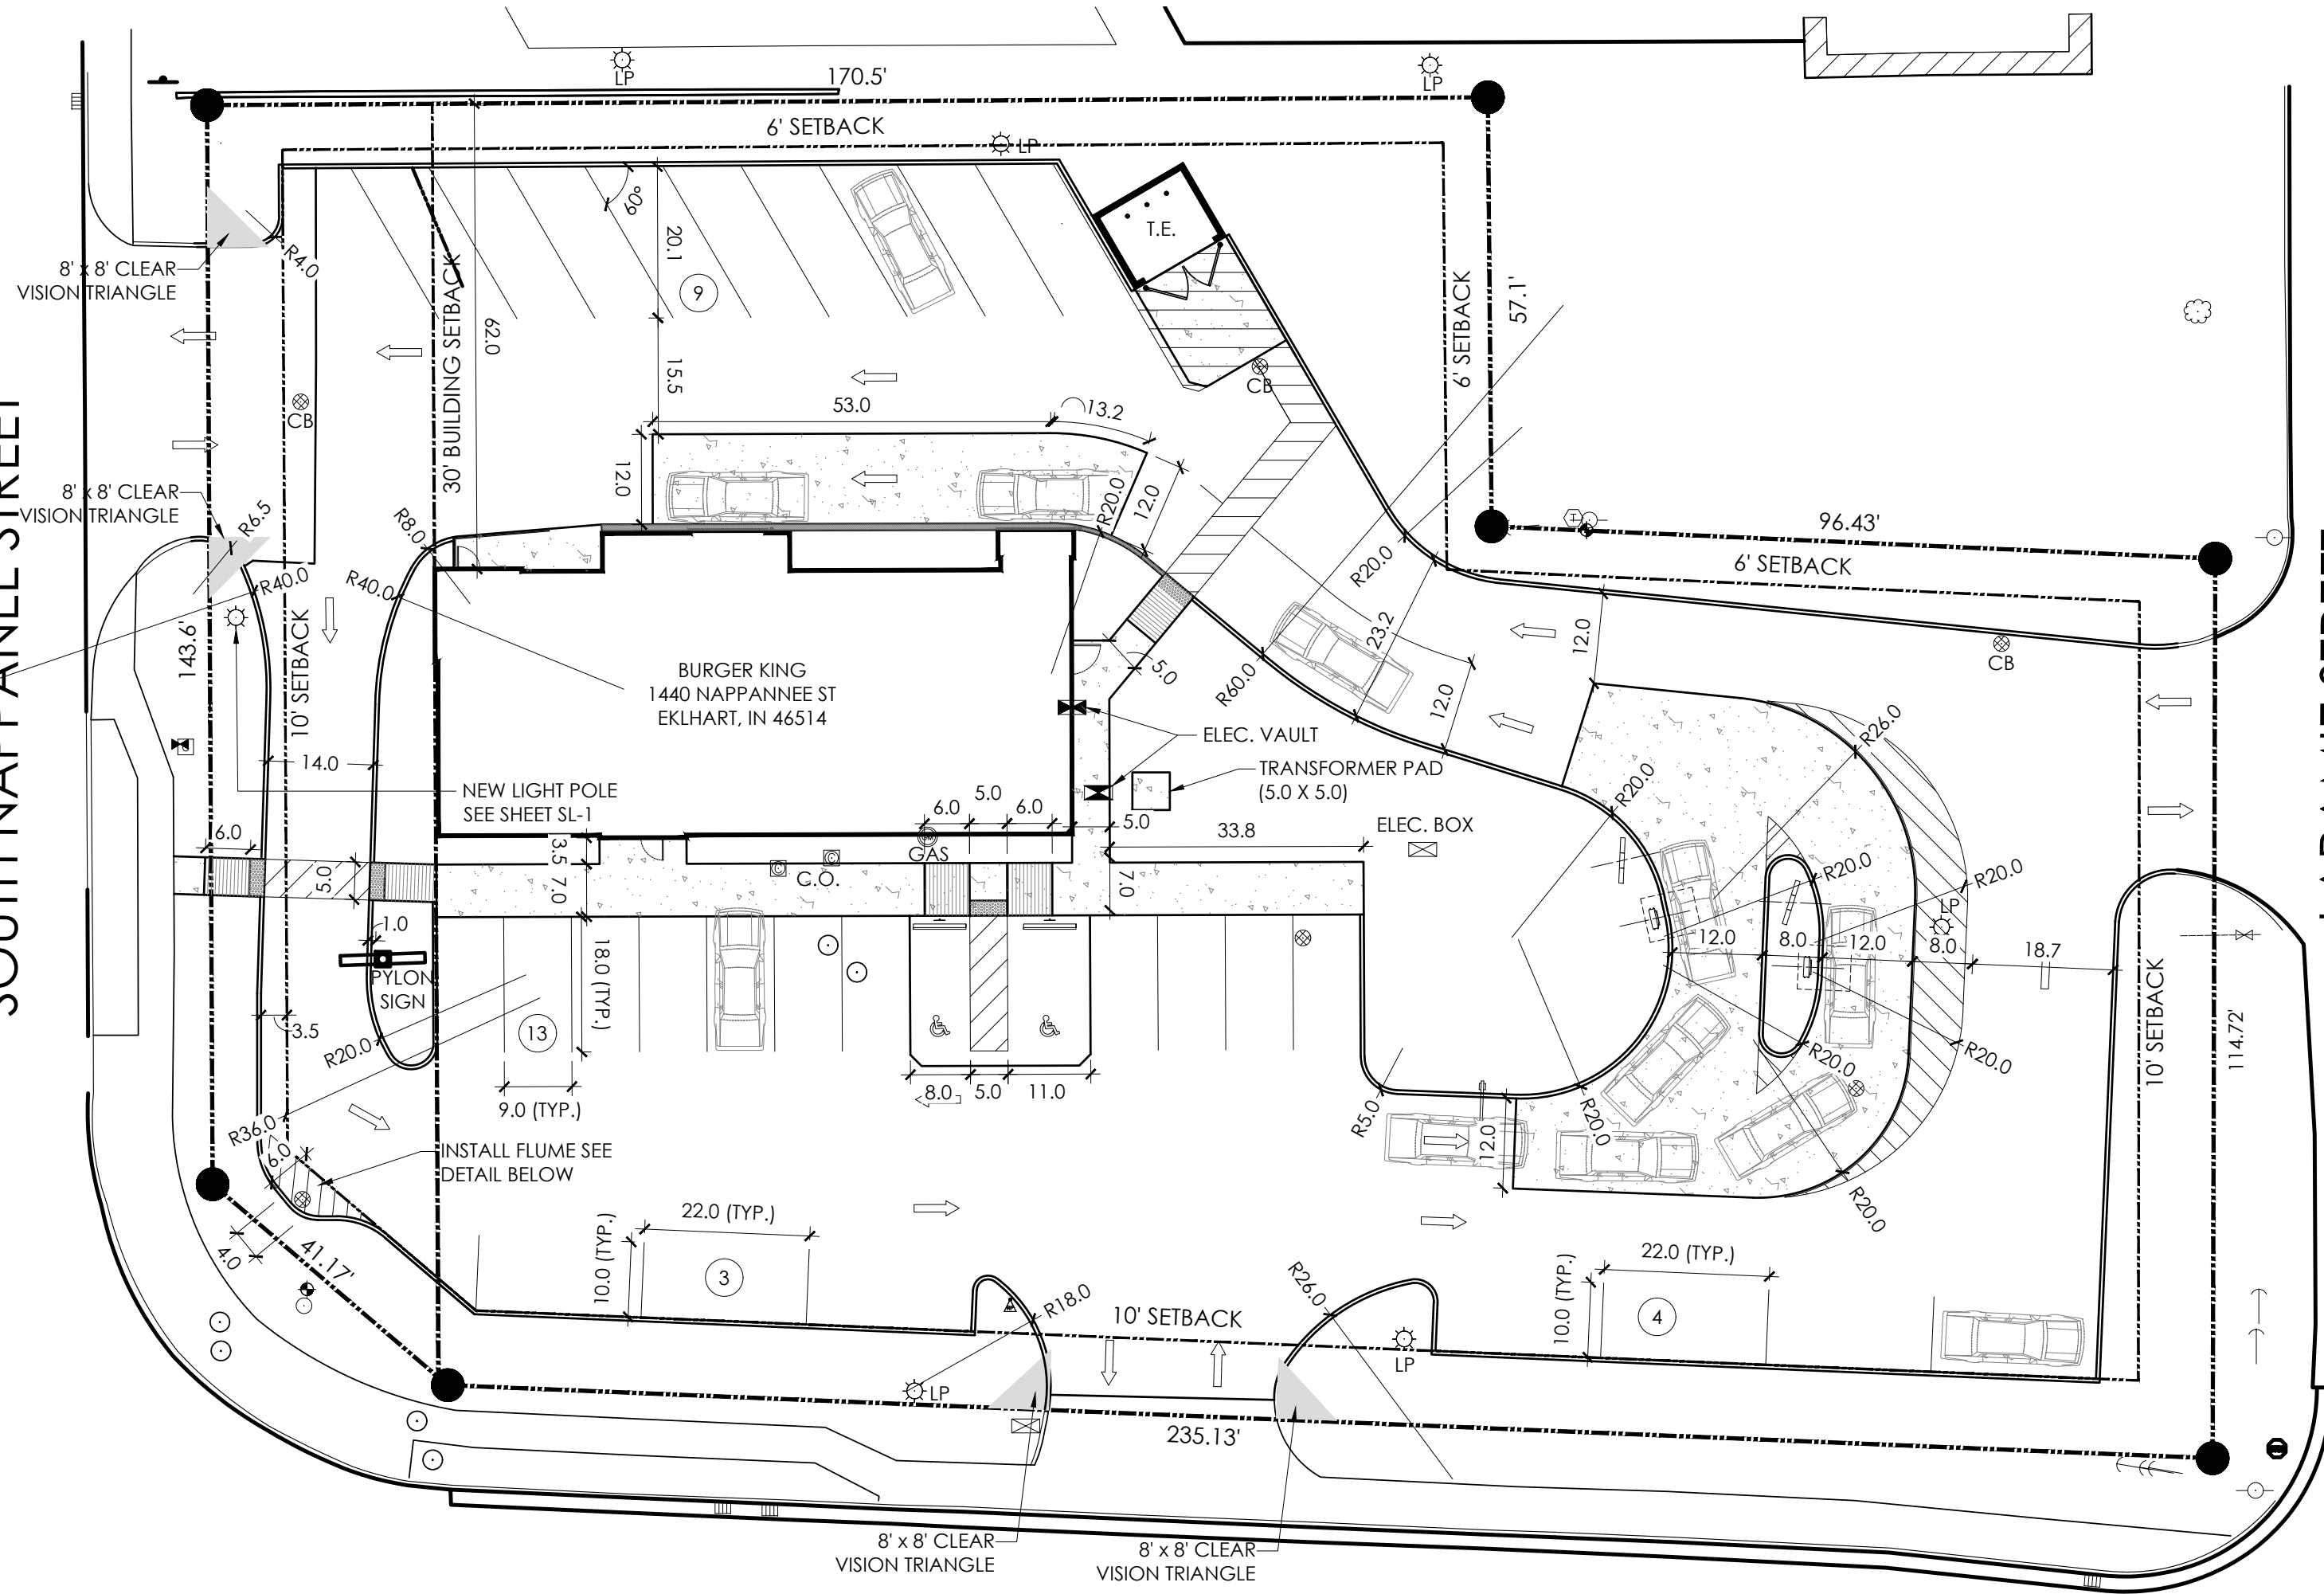 LP
170.5'
LP
6' SETBACK
LP
T.E.
60°
20.1
9
R4.0
8' x 8' CLEAR
VISION TRIANGLE
30' BUILDING SETBACK
62.0
15.5
6' SETBACK
57.1'
CB
CB
53.0
13.2
12.0
12.0
R20.0
8' x 8' CLEAR
VISION TRIANGLE
R6.5
R8.0
R40.0
R40.0
96.43'
6' SETBACK
R20.0
23.2
12.0
CB
SOUTH NAPPANEE STREET
143.6'
10' SETBACK
BURGER KING
1440 NAPPANNEE ST
EKLHART, IN 46514
5.0
R60.0
12.0
R26.0
ELEC. VAULT
TRANSFORMER PAD
(5.0 X 5.0)
14.0
NEW LIGHT POLE
SEE SHEET SL-1
R20.0
6.0
5.0
6.0
5.0
33.8
ELEC. BOX
6.0
5.0
3.5
7.0
GAS
C.O.
7.0
R20.0
R20.0
LP
12.0
8.0
12.0
8.0
18.7
1.0
PYLON
SIGN
18.0 (TYP.)
13
3.5
R20.0
9.0 (TYP.)
8.0
5.0
11.0
10' SETBACK
114.72'
R20.0
R20.0
R5.0
R20.0
12.0
R20.0
R36.0
6.0
INSTALL FLUME SEE
DETAIL BELOW
22.0 (TYP.)
10.0 (TYP.)
3
4.0
41.17'
R18.0
10' SETBACK
R26.0
22.0 (TYP.)
10.0 (TYP.)
4
LP
LP
235.13'
8' x 8' CLEAR
VISION TRIANGLE
8' x 8' CLEAR
VISION TRIANGLE